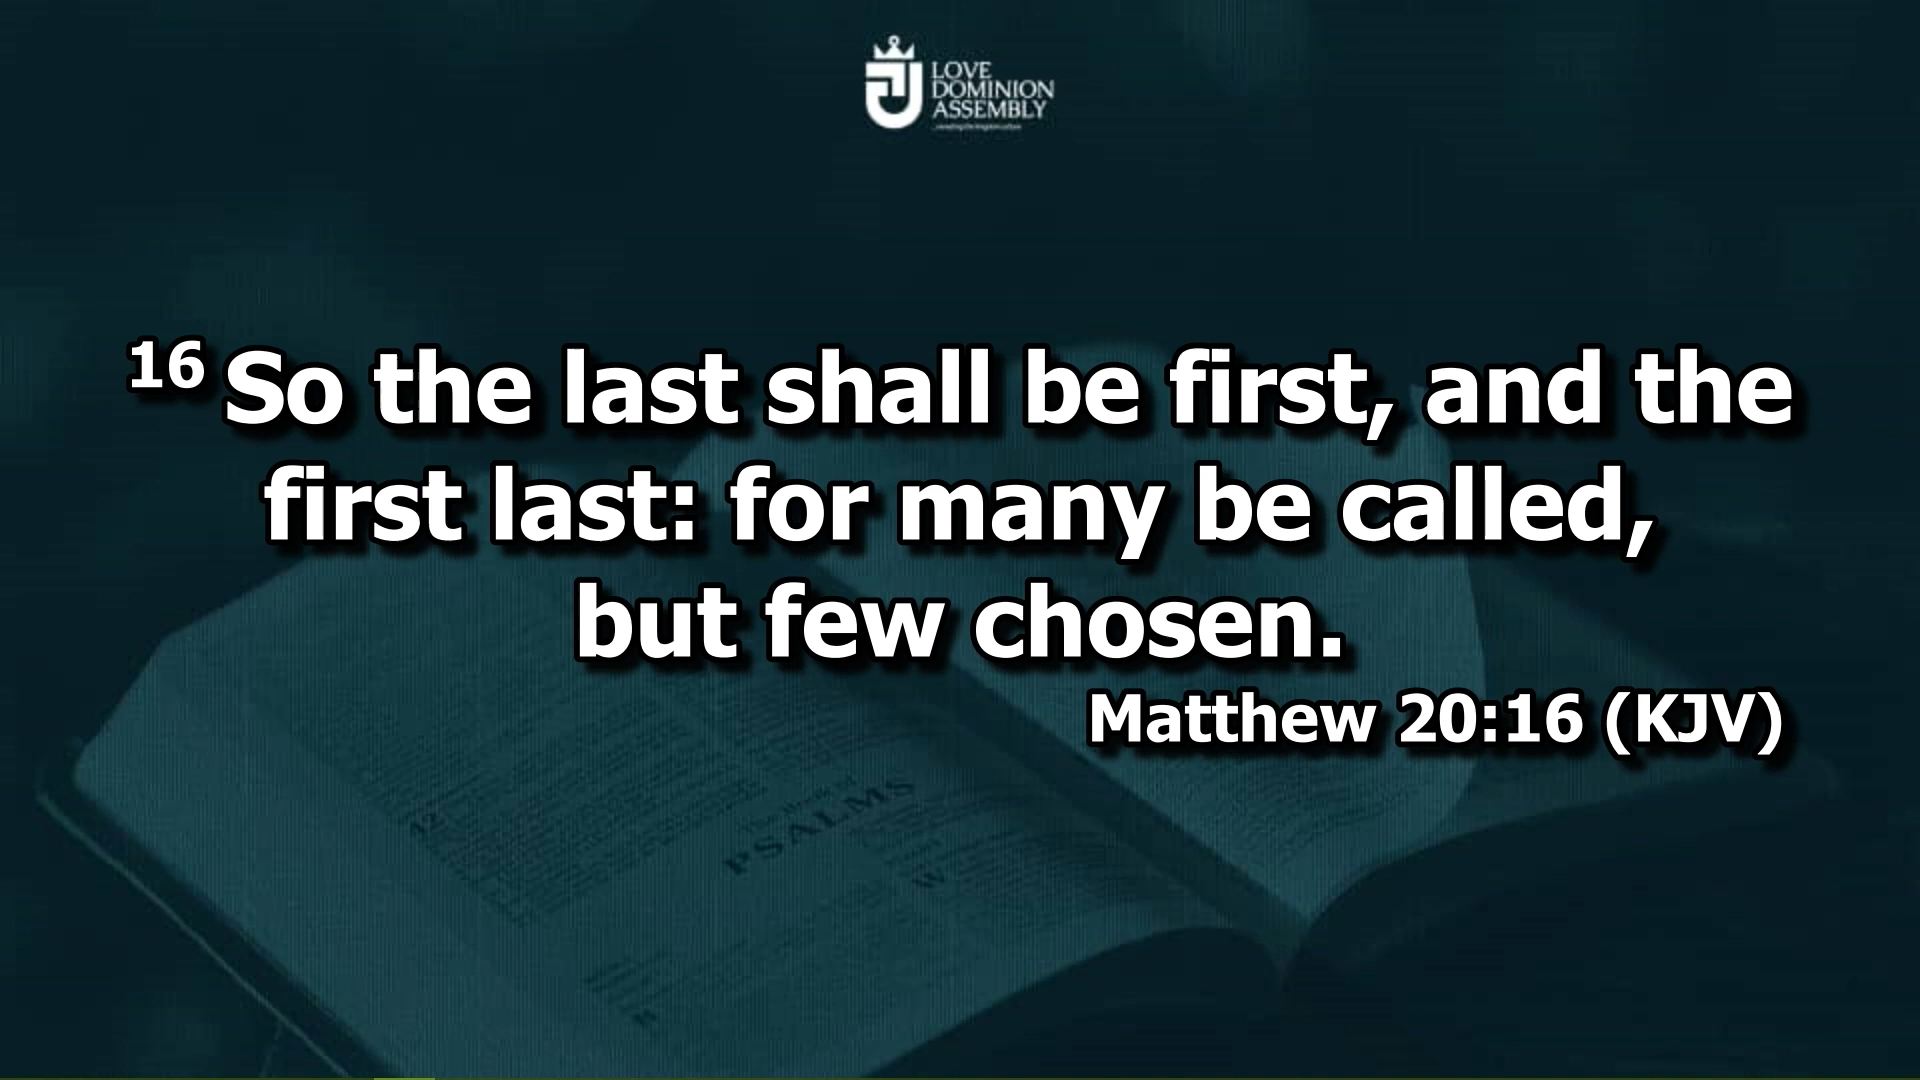 LOVE
DOMINION
ASSEMBLY
16 So the last shall be first, and the
first last: for many be called,
but few chosen.
Matthew 20:16 (KJV)
12
PSALMS
W